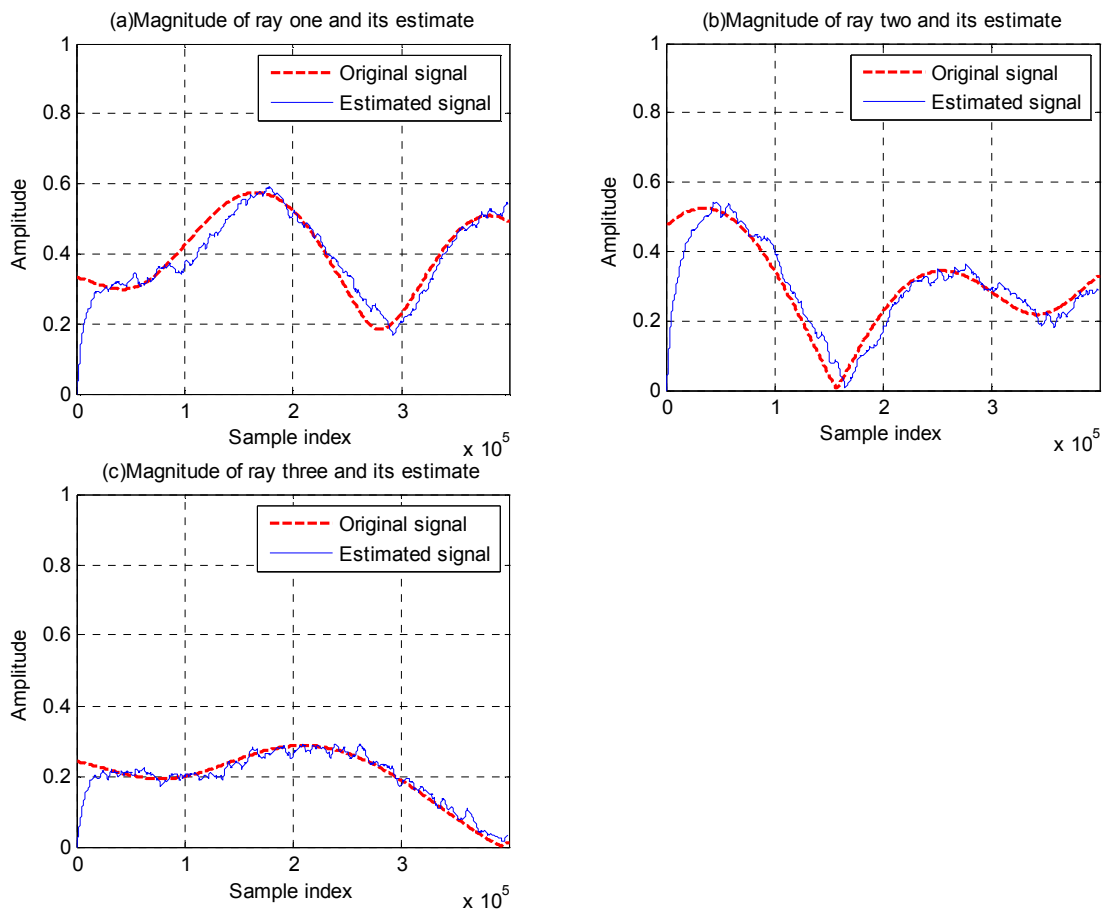 (a)Magnitude of ray one and its estimate
1
0.8
0.6
0.4
0.2
0
Amplitude
Original signal
Estimated signal
0 1 2 3
Sample index
x 10^5
(b)Magnitude of ray two and its estimate
1
0.8
0.6
0.4
0.2
0
Amplitude
Original signal
Estimated signal
0 1 2 3
Sample index
x 10^5
(c)Magnitude of ray three and its estimate
1
0.8
0.6
0.4
0.2
0
Amplitude
Original signal
Estimated signal
0 1 2 3
Sample index
x 10^5